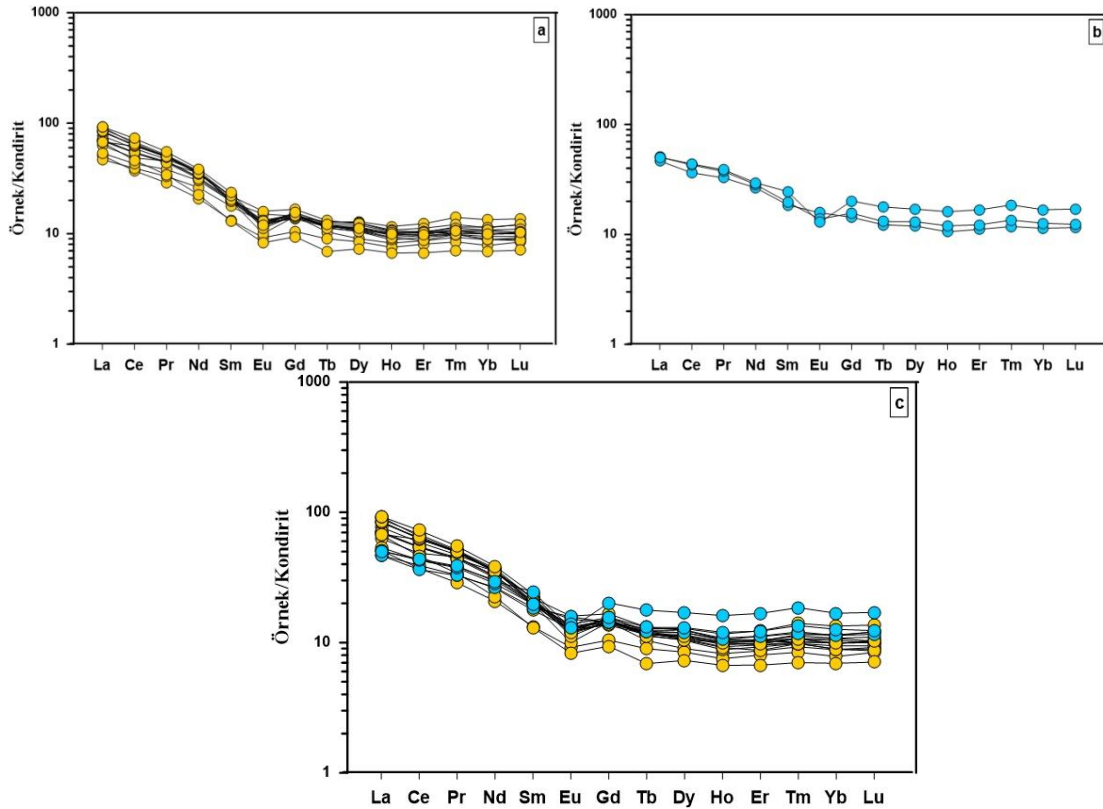 a
1000
100
10
1
Örnek/Kondirit
La Ce Pr Nd Sm Eu Gd Tb Dy Ho Er Tm Yb Lu
b
1000
100
10
1
Örnek/Kondirit
La Ce Pr Nd Sm Eu Gd Tb Dy Ho Er Tm Yb Lu
c
1000
100
10
1
Örnek/Kondirit
La Ce Pr Nd Sm Eu Gd Tb Dy Ho Er Tm Yb Lu